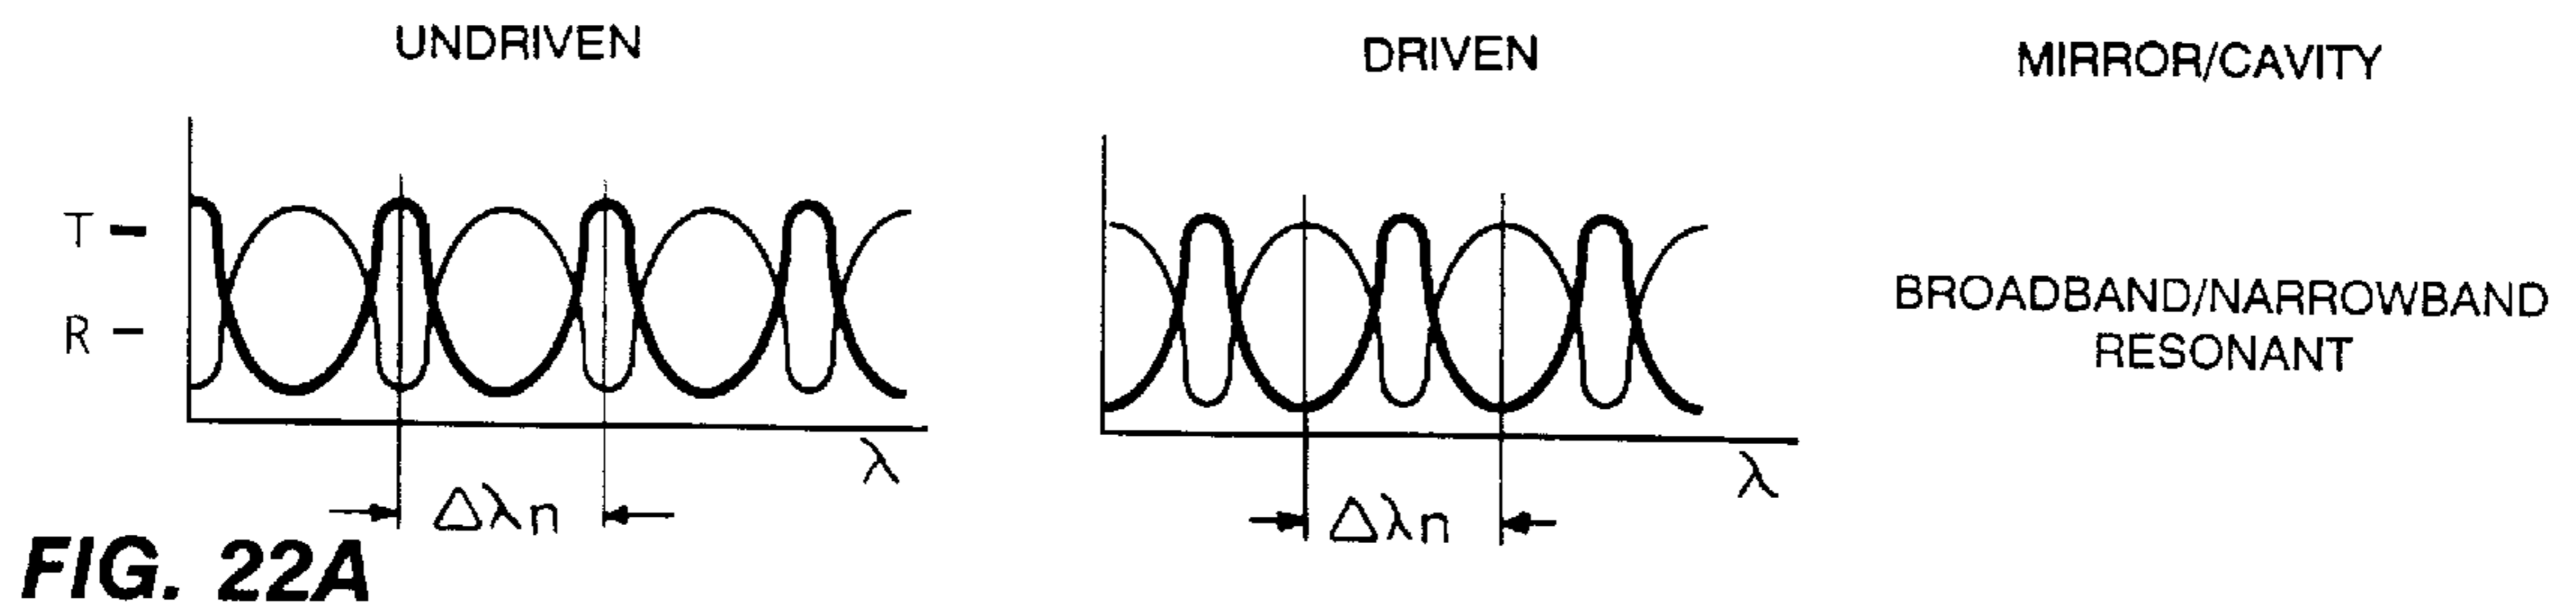 UNDRIVEN
DRIVEN
MIRROR/CAVITY
T
R
BROADBAND/NARROWBAND
RESONANT
λ
λ
Δλn
Δλn
FIG. 22A